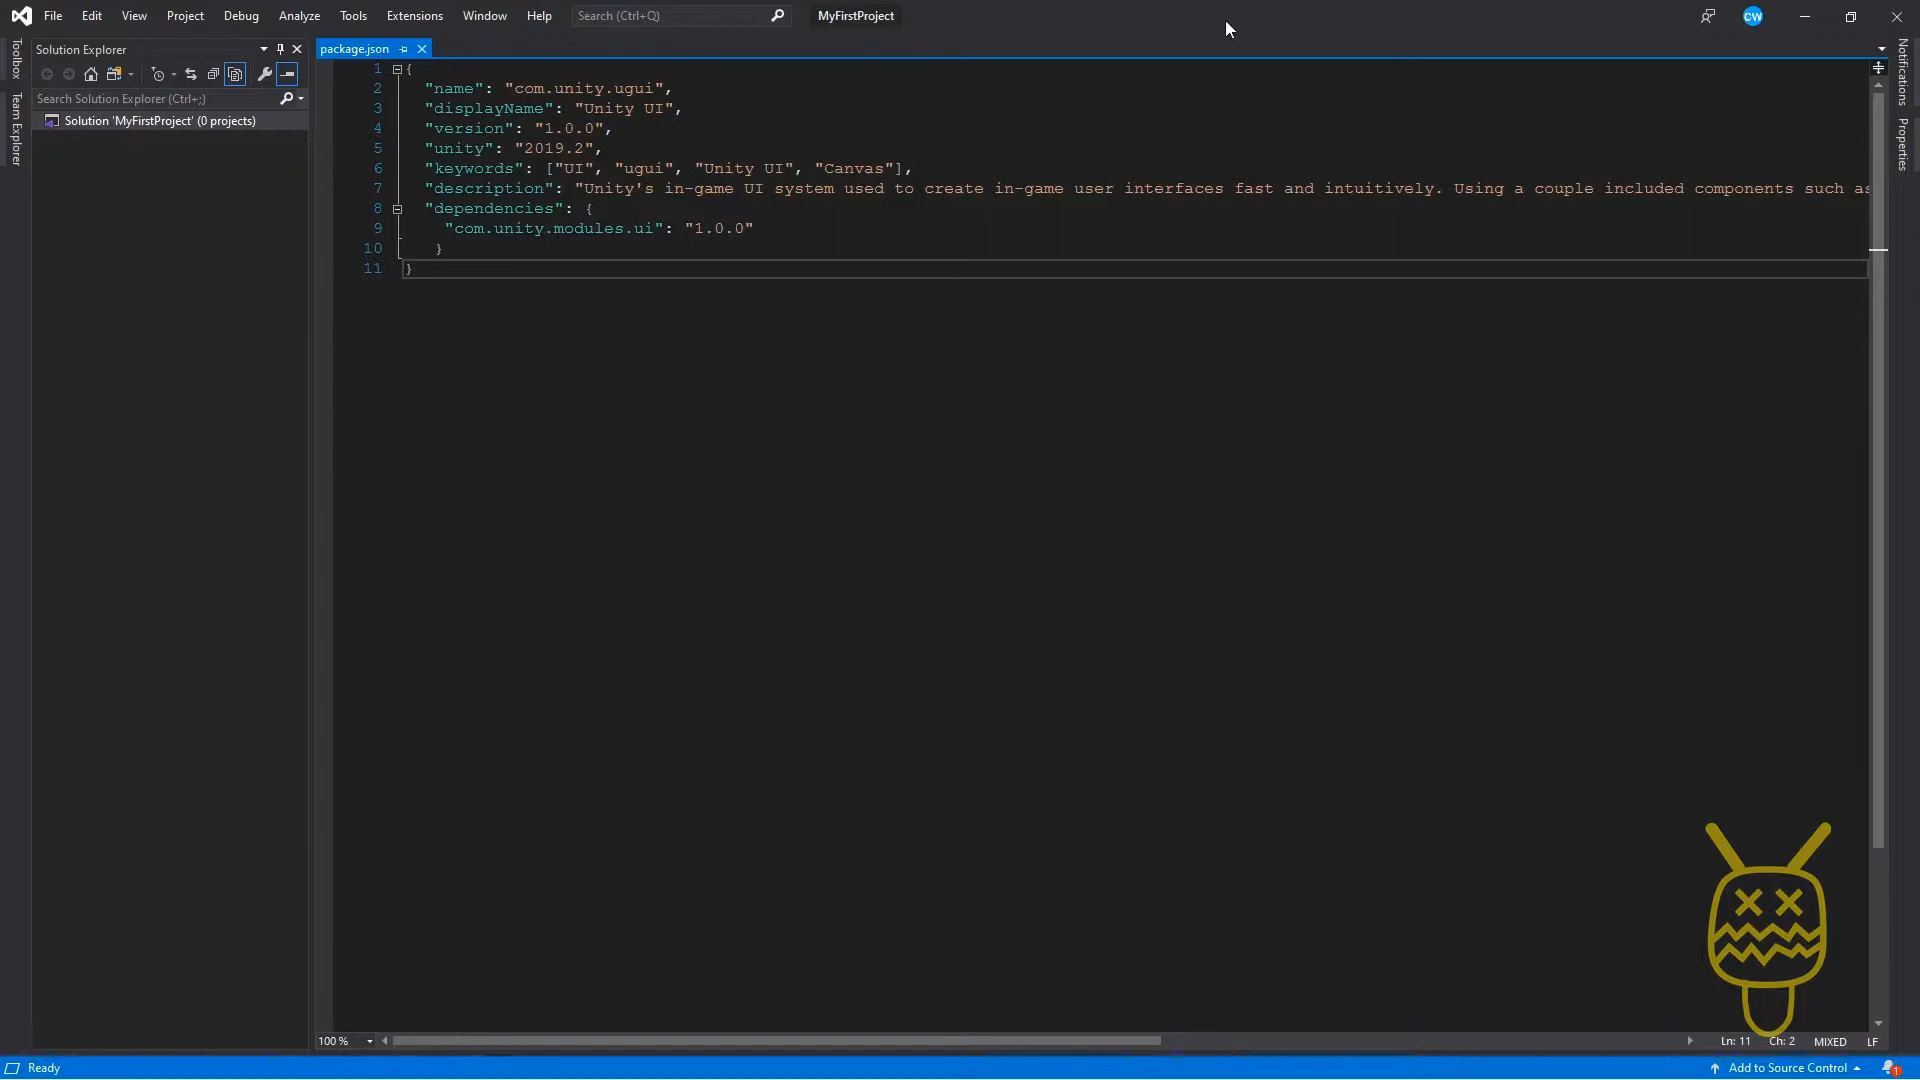 File Edit View Project Debug Analyze Tools Extensions Window Help Search (Ctrl+Q) MyFirstProject CW
Toolbox
Team Explorer
Solution Explorer
Search Solution Explorer (Ctrl+;)
Solution 'MyFirstProject' (0 projects)
package.json
1 {
2 "name": "com.unity.ugui",
3 "displayName": "Unity UI",
4 "version": "1.0.0",
5 "unity": "2019.2",
6 "keywords": ["UI", "ugui", "Unity UI", "Canvas"],
7 "description": "Unity's in-game UI system used to create in-game user interfaces fast and intuitively. Using a couple included components such as
8 "dependencies": {
9 "com.unity.modules.ui": "1.0.0"
10 }
11 }
Notifications
Properties
100 % Ln: 11 Ch: 2 MIXED LF
Ready Add to Source Control 1